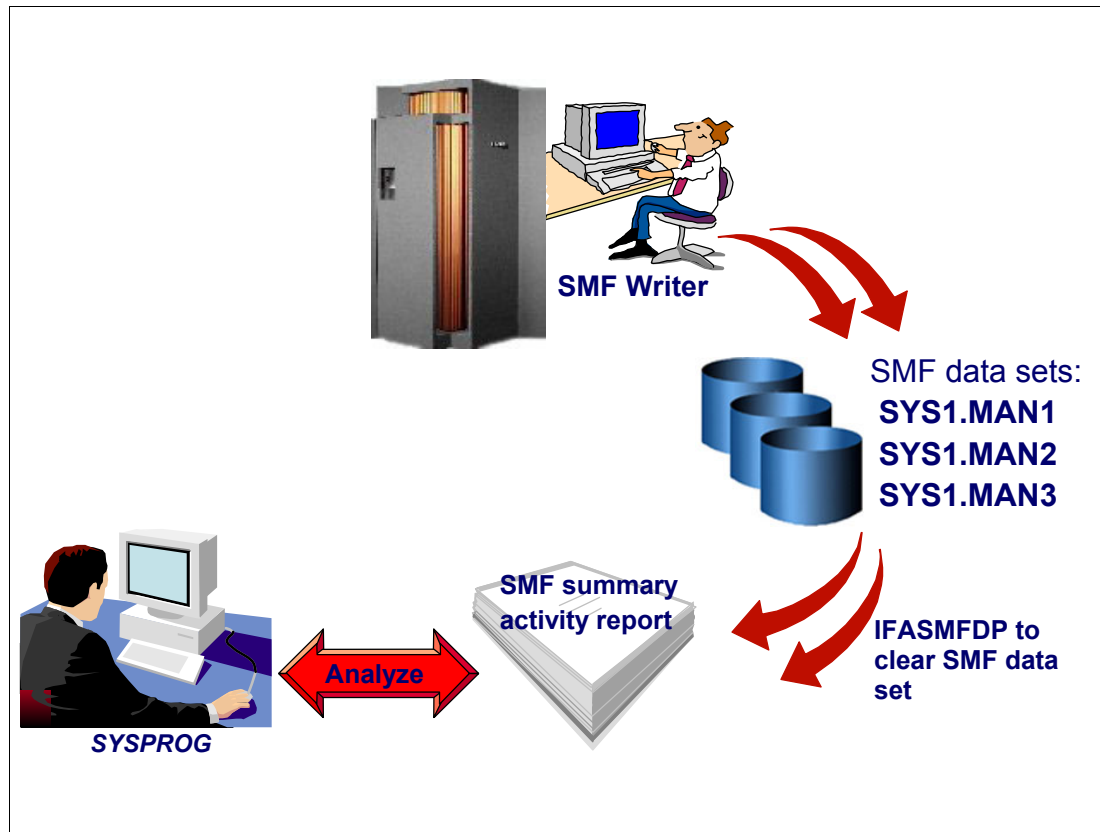 SMF Writer
SMF data sets:
SYS1.MAN1
SYS1.MAN2
SYS1.MAN3
IFASMFDP to
clear SMF data
set
SMF summary
activity report
Analyze
SYSPROG